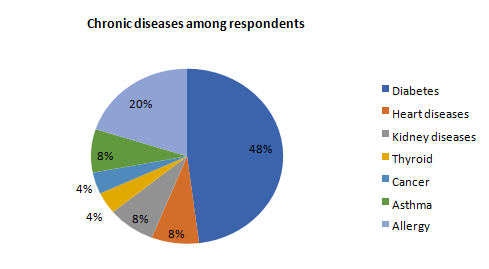 Chronic diseases among respondents
20%
48%
8%
4%
4%
8%
8%
Diabetes
Heart diseases
Kidney diseases
Thyroid
Cancer
Asthma
Allergy